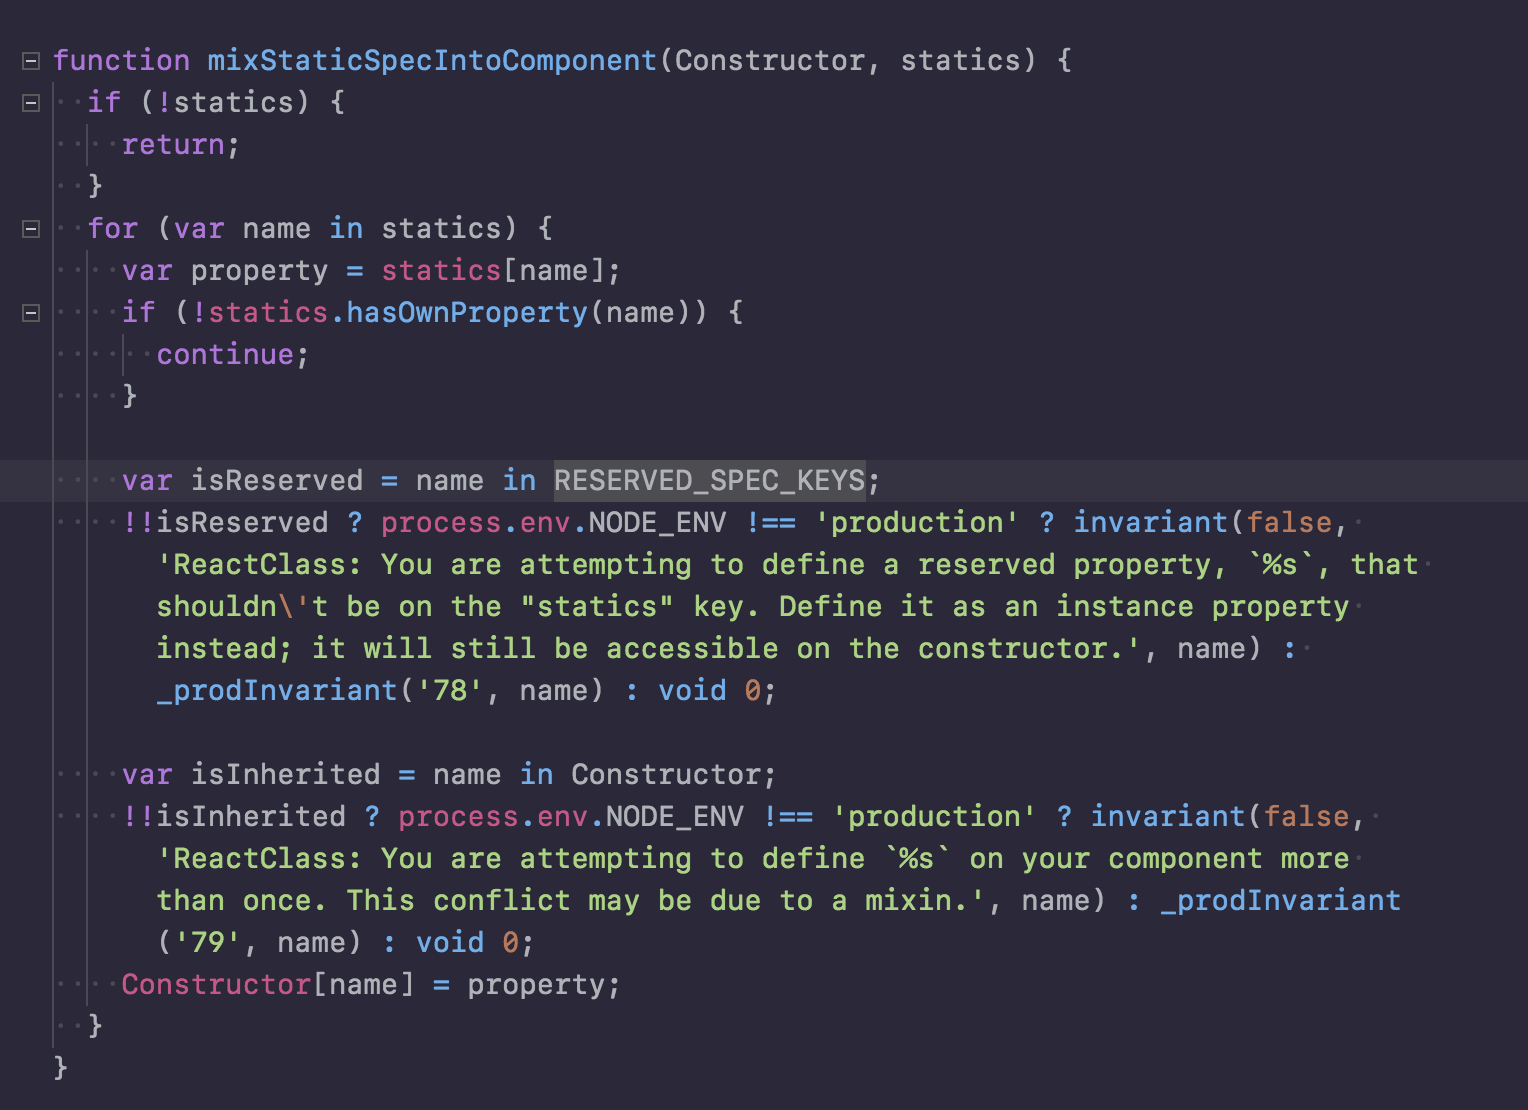 function mixStaticSpecIntoComponent(Constructor, statics) {
  if (!statics) {
    return;
  }
  for (var name in statics) {
    var property = statics[name];
    if (!statics.hasOwnProperty(name)) {
      continue;
    }

    var isReserved = name in RESERVED_SPEC_KEYS;
    !!isReserved ? process.env.NODE_ENV !== 'production' ? invariant(false,
      'ReactClass: You are attempting to define a reserved property, `%s`, that
      shouldn\'t be on the "statics" key. Define it as an instance property
      instead; it will still be accessible on the constructor.', name) :
      _prodInvariant('78', name) : void 0;

    var isInherited = name in Constructor;
    !!isInherited ? process.env.NODE_ENV !== 'production' ? invariant(false,
      'ReactClass: You are attempting to define `%s` on your component more
      than once. This conflict may be due to a mixin.', name) : _prodInvariant
      ('79', name) : void 0;
    Constructor[name] = property;
  }
}